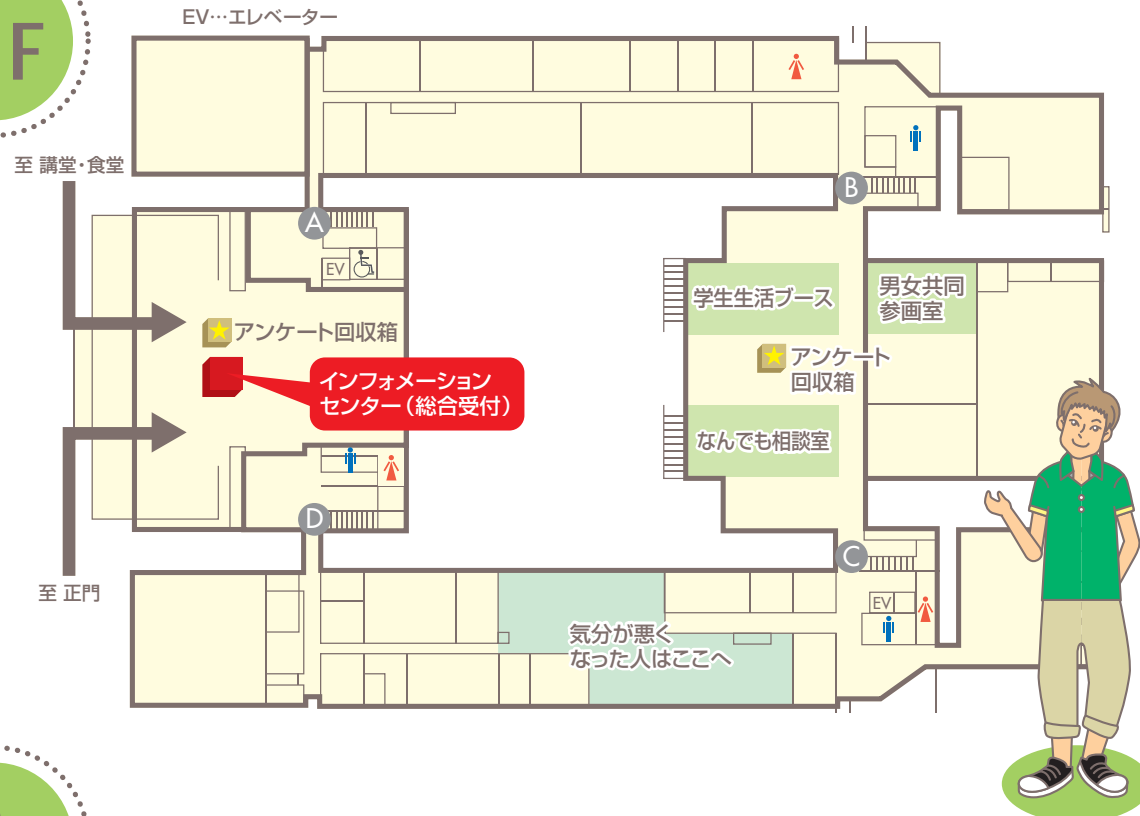 F
EV…エレベーター
至 講堂・食堂
B
A
EV
学生生活ブース
男女共同
参画室
アンケート回収箱
アンケート
回収箱
インフォメーション
センター（総合受付）
なんでも相談室
D
C
至 正門
EV
気分が悪く
なった人はここへ